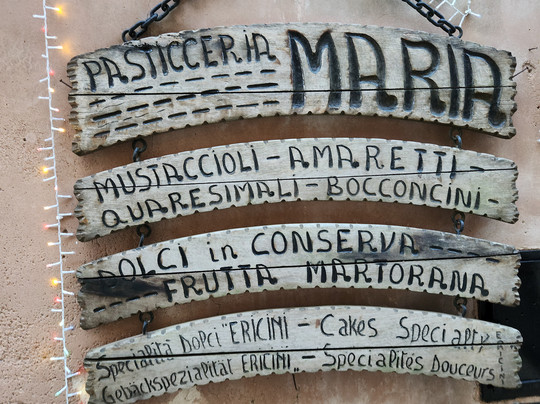 PASTICCERIA MARIA
MUSTACCIOLI - AMARETTI -
QUARESIMALI - BOCCONCINI -
DOLCI in CONSERVA
FRUTTA MARTORANA
Specialità Dolci "ERICINI - Cakes Specialty
Gebäckspezialität ERICINI - Spécialités Douceurs